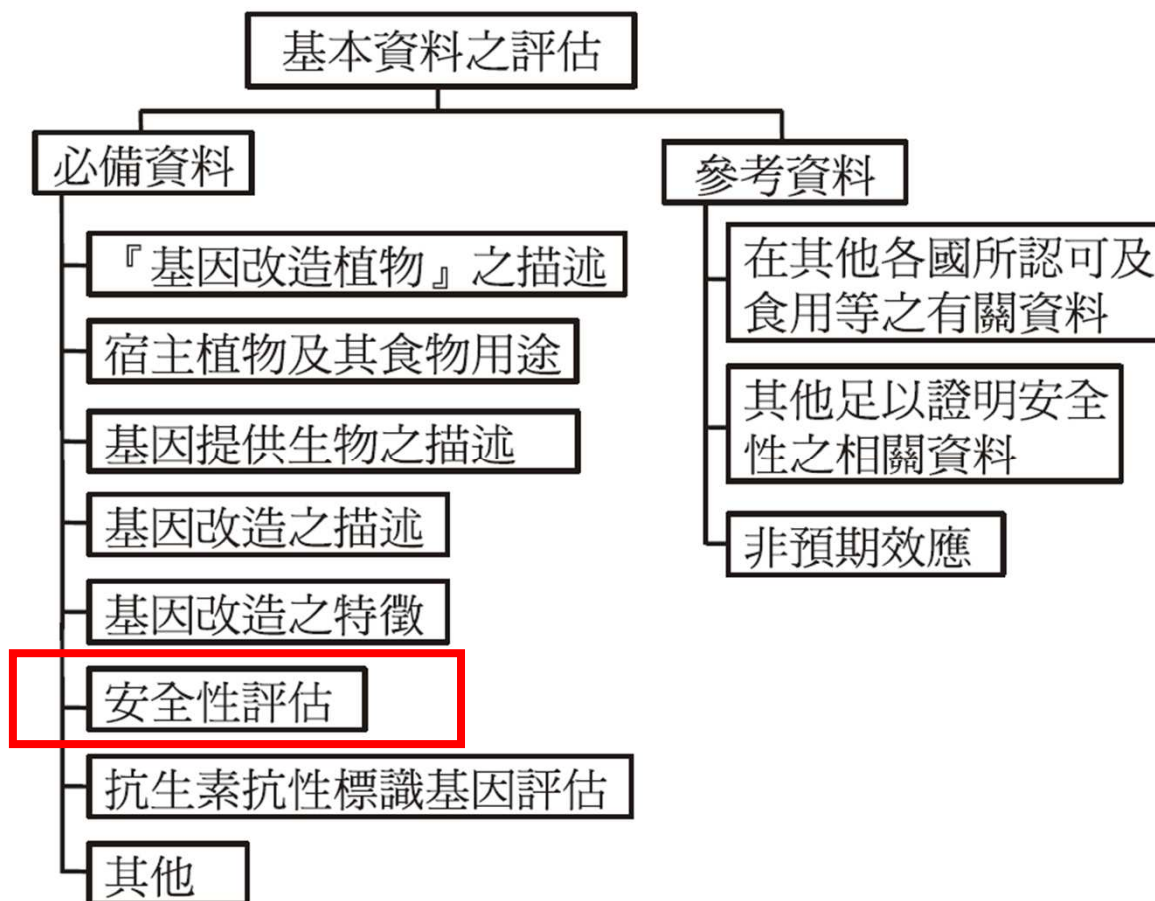 基本資料之評估
必備資料
『基因改造植物』之描述
宿主植物及其食物用途
基因提供生物之描述
基因改造之描述
基因改造之特徵
安全性評估
抗生素抗性標識基因評估
其他
參考資料
在其他各國所認可及
食用等之有關資料
其他足以證明安全
性之相關資料
非預期效應